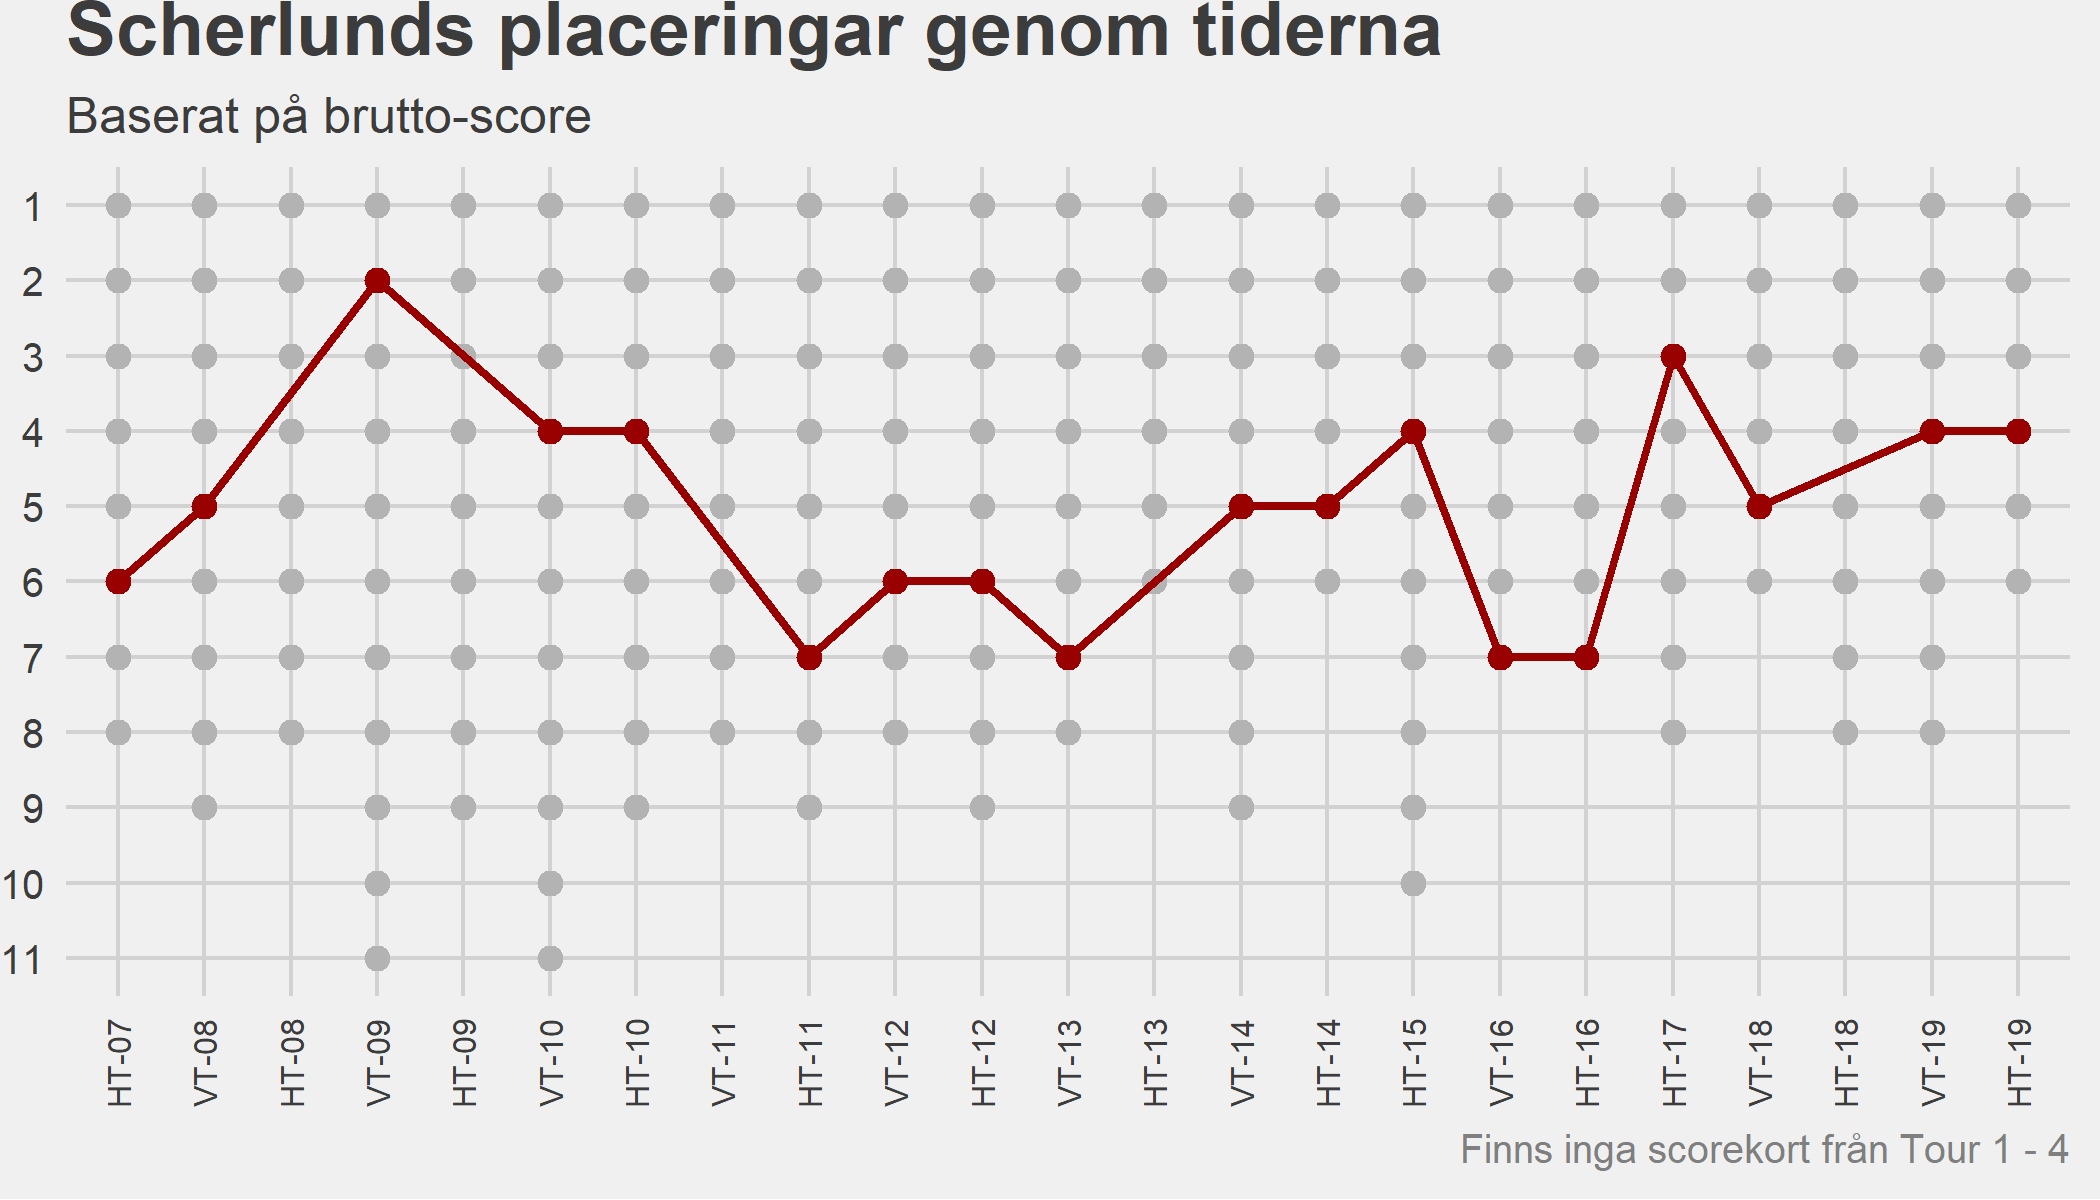 Scherlunds placeringar genom tiderna
Baserat på brutto-score
1
2
3
4
5
6
7
8
9
10
11
HT-07
VT-08
HT-08
VT-09
HT-09
VT-10
HT-10
VT-11
HT-11
VT-12
HT-12
VT-13
HT-13
VT-14
HT-14
HT-15
VT-16
HT-16
HT-17
VT-18
HT-18
VT-19
HT-19
Finns inga scorekort från Tour 1 - 4